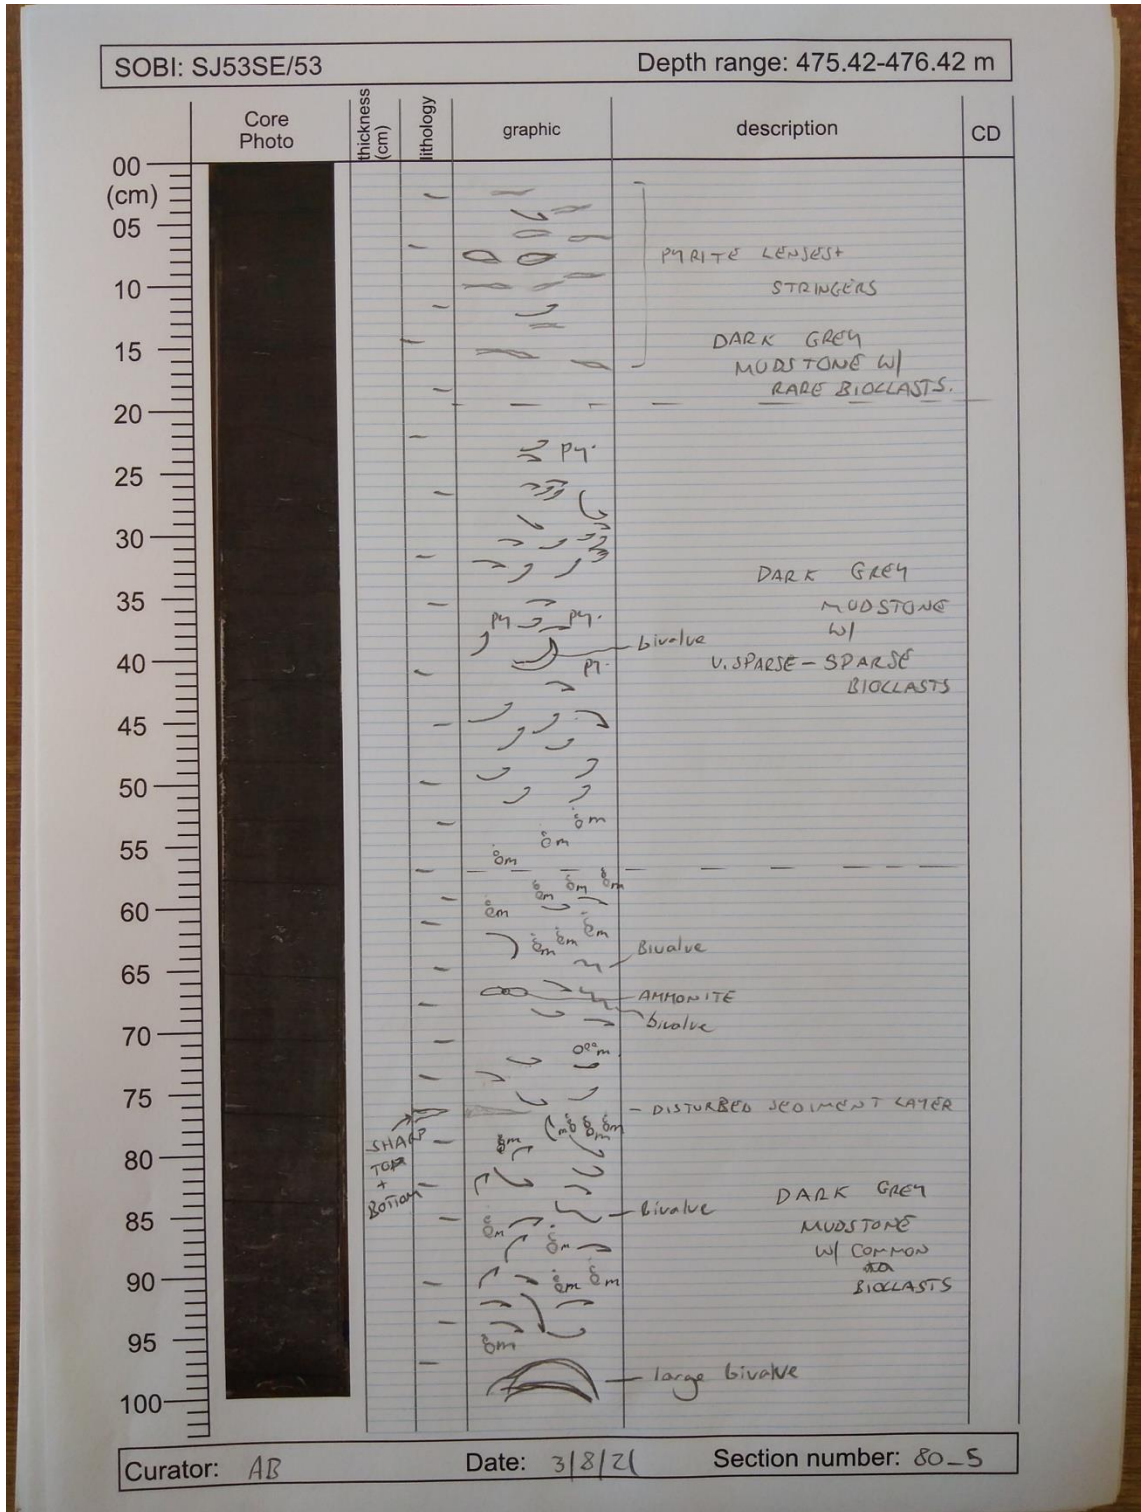 SOBI: SJ53SE/53
Depth range: 475.42-476.42 m
Core Photo
thickness (cm)
lithology
graphic
description
CD
00
(cm)
05
PYRITE LENSES+
10
STRINGERS
15
DARK GREY
MUDSTONE W/
RARE BIOCLASTS.
20
py.
25
30
DARK GREY
35
MUDSTONE
py py.
W/
bivalve
40
py.
V. SPARSE - SPARSE
BIOCLASTS
45
50
m
m
55
m
m m m
60
m
m
m m
Bivalve
65
AMMONITE
bivalve
70
m
75
- DISTURBED SEDIMENT LAYER
SHARP
TOP
+
BOTTOM
m m m
m
80
DARK GREY
Bivalve
85
MUDSTONE
m
m
W/ COMMON
90
m m
BIOCLASTS
95
m
large bivalve
100
Curator: AB
Date: 3/8/21
Section number: 80_5